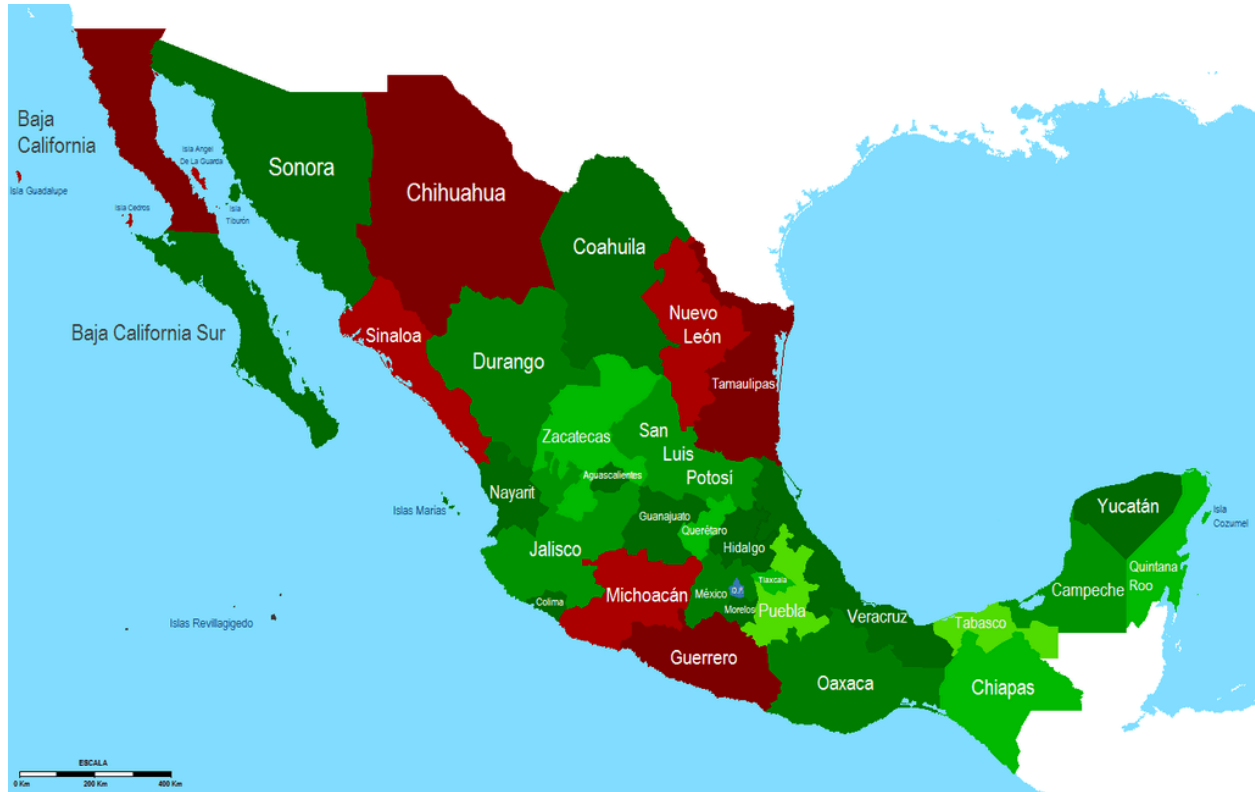 Baja
California
Isla Guadalupe
Isla Angel
De La Guarda
Isla Cedros
Isla
Tiburón
Sonora
Chihuahua
Coahuila
Baja California Sur
Sinaloa
Nuevo
León
Durango
Tamaulipas
Zacatecas
San
Luis
Potosí
Aguascalientes
Nayarit
Islas Marías
Guanajuato
Querétaro
Hidalgo
Jalisco
Yucatán
Isla
Cozumel
Quintana
Roo
Campeche
Colima
Michoacán
México
D.F.
Tlaxcala
Morelos
Puebla
Veracruz
Tabasco
Islas Revillagigedo
Guerrero
Oaxaca
Chiapas
ESCALA
0 Km
200 Km
400 Km